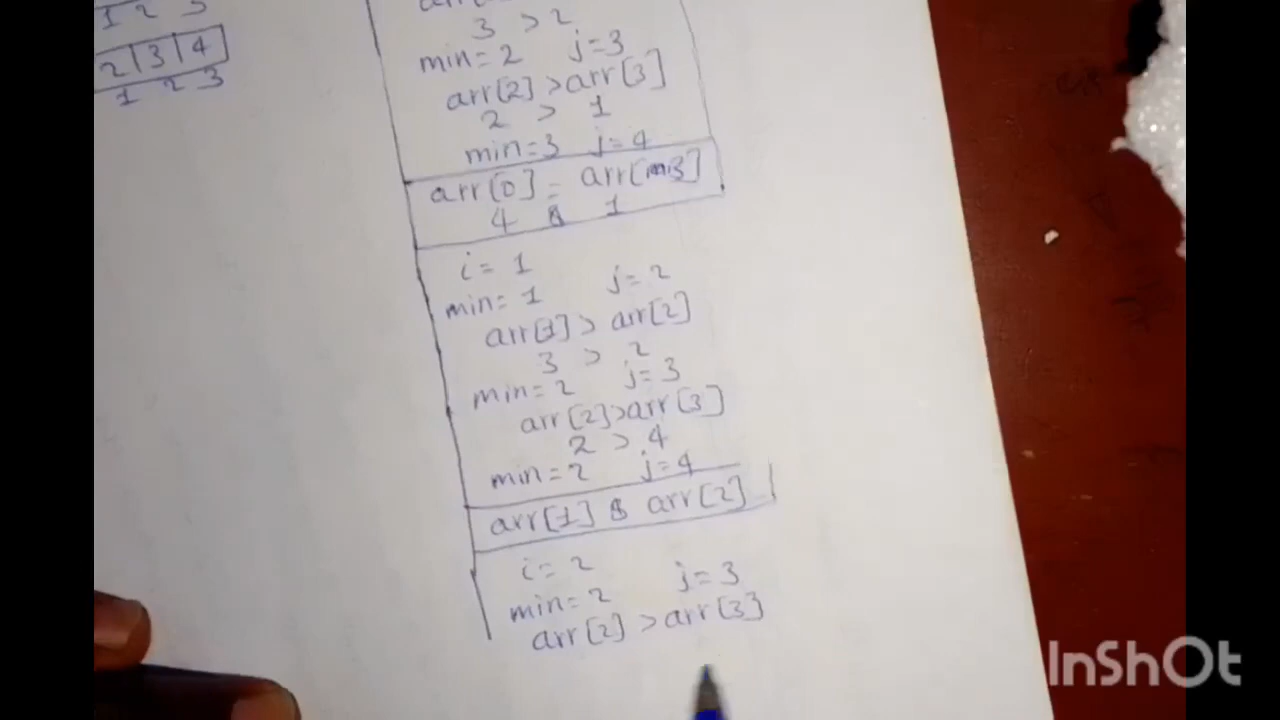 1 2 3
2|3|4
1 2 3
3 > 2
min=2 j=3
arr[2] > arr[3]
2 > 1
min=3 j=4
arr[0] = arr[3]
4 & 1
i= 1
min= 1 j=2
arr[1] > arr[2]
3 > 2
min=2 j=3
arr[2]>arr[3]
2 > 4
min=2 j=4
arr[1] & arr[2]
i=2
min=2 j=3
arr[2] > arr[3]
InShOt